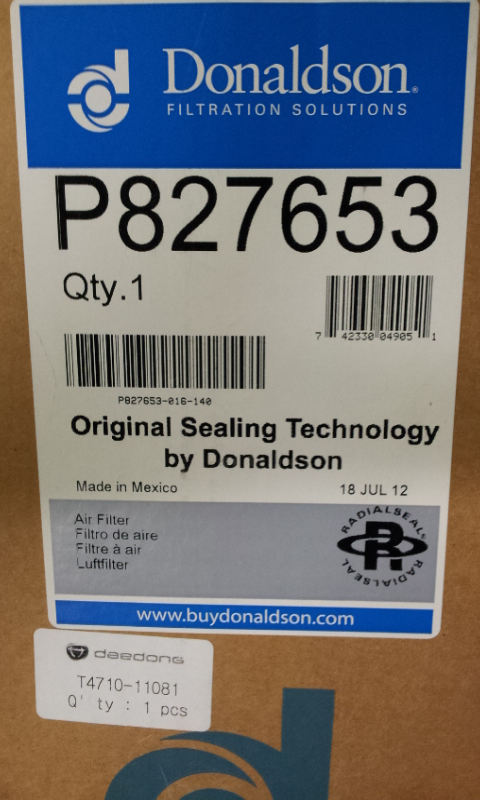 Donaldson®
FILTRATION SOLUTIONS
P827653
Qty.1
7 42330 04905 1
P827653-016-140
Original Sealing Technology
by Donaldson
Made in Mexico
18 JUL 12
Air Filter
Filtro de aire
Filtre à air
Luftfilter
RADIALSEAL®
RADIALSEAL
www.buydonaldson.com
daedong
T4710-11081
Q' ty : 1 pcs